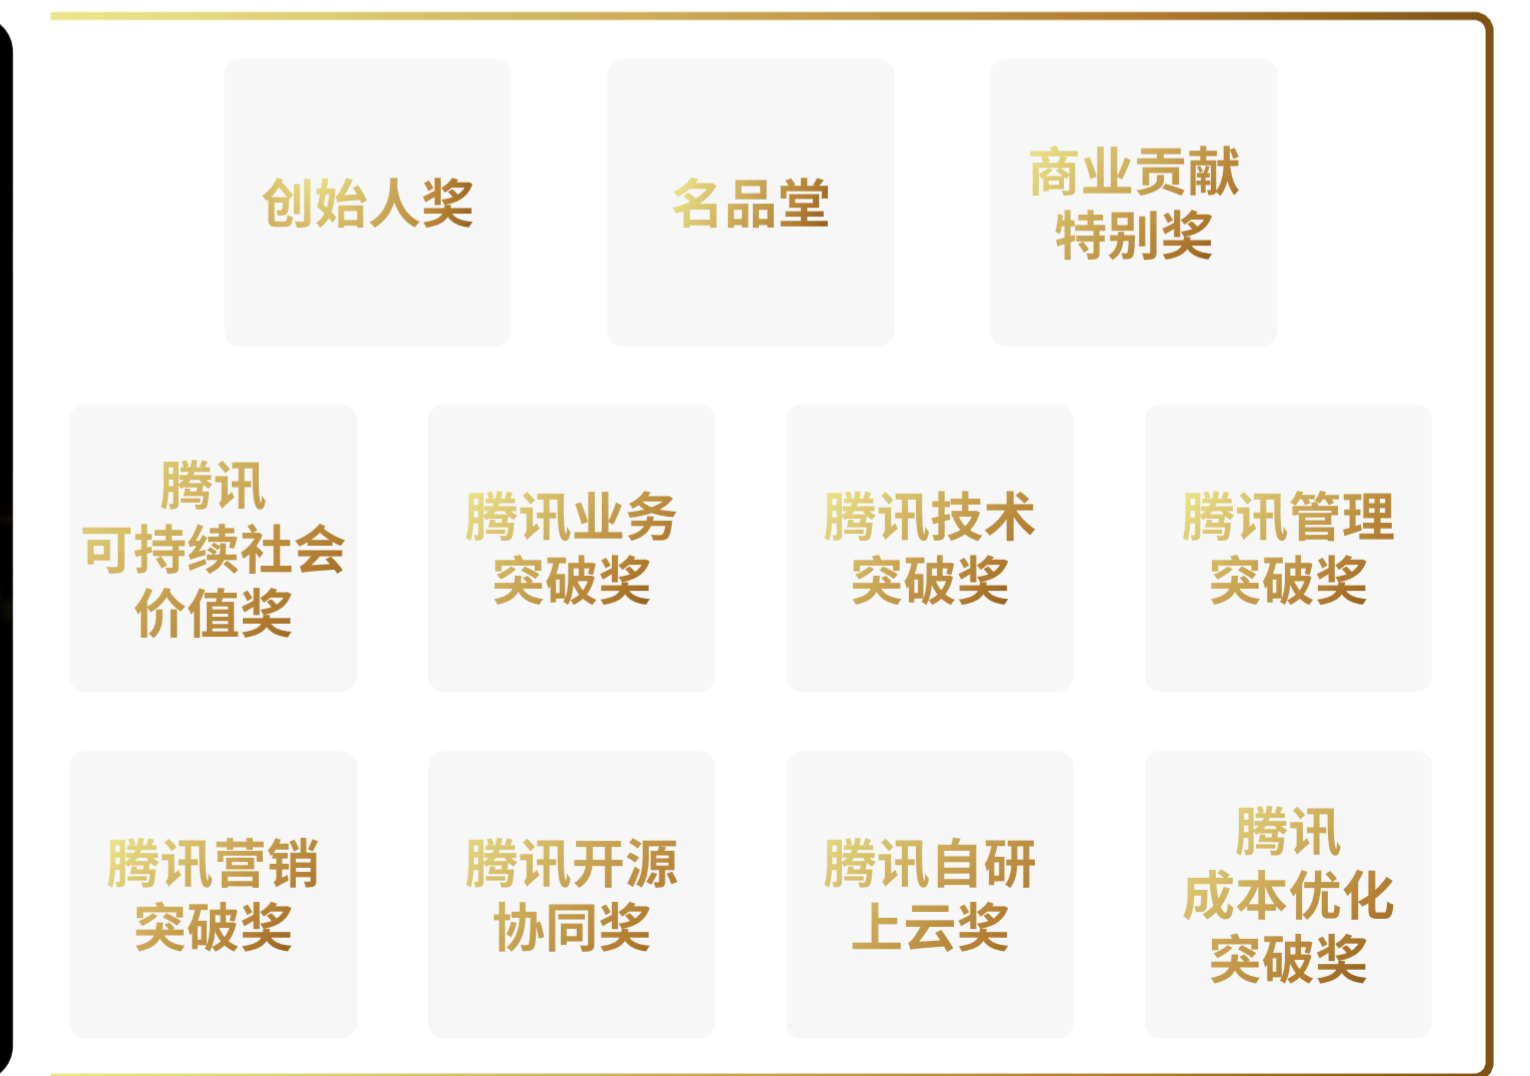 创始人奖
名品堂
商业贡献
特别奖
腾讯
可持续社会
价值奖
腾讯业务
突破奖
腾讯技术
突破奖
腾讯管理
突破奖
腾讯营销
突破奖
腾讯开源
协同奖
腾讯自研
上云奖
腾讯
成本优化
突破奖